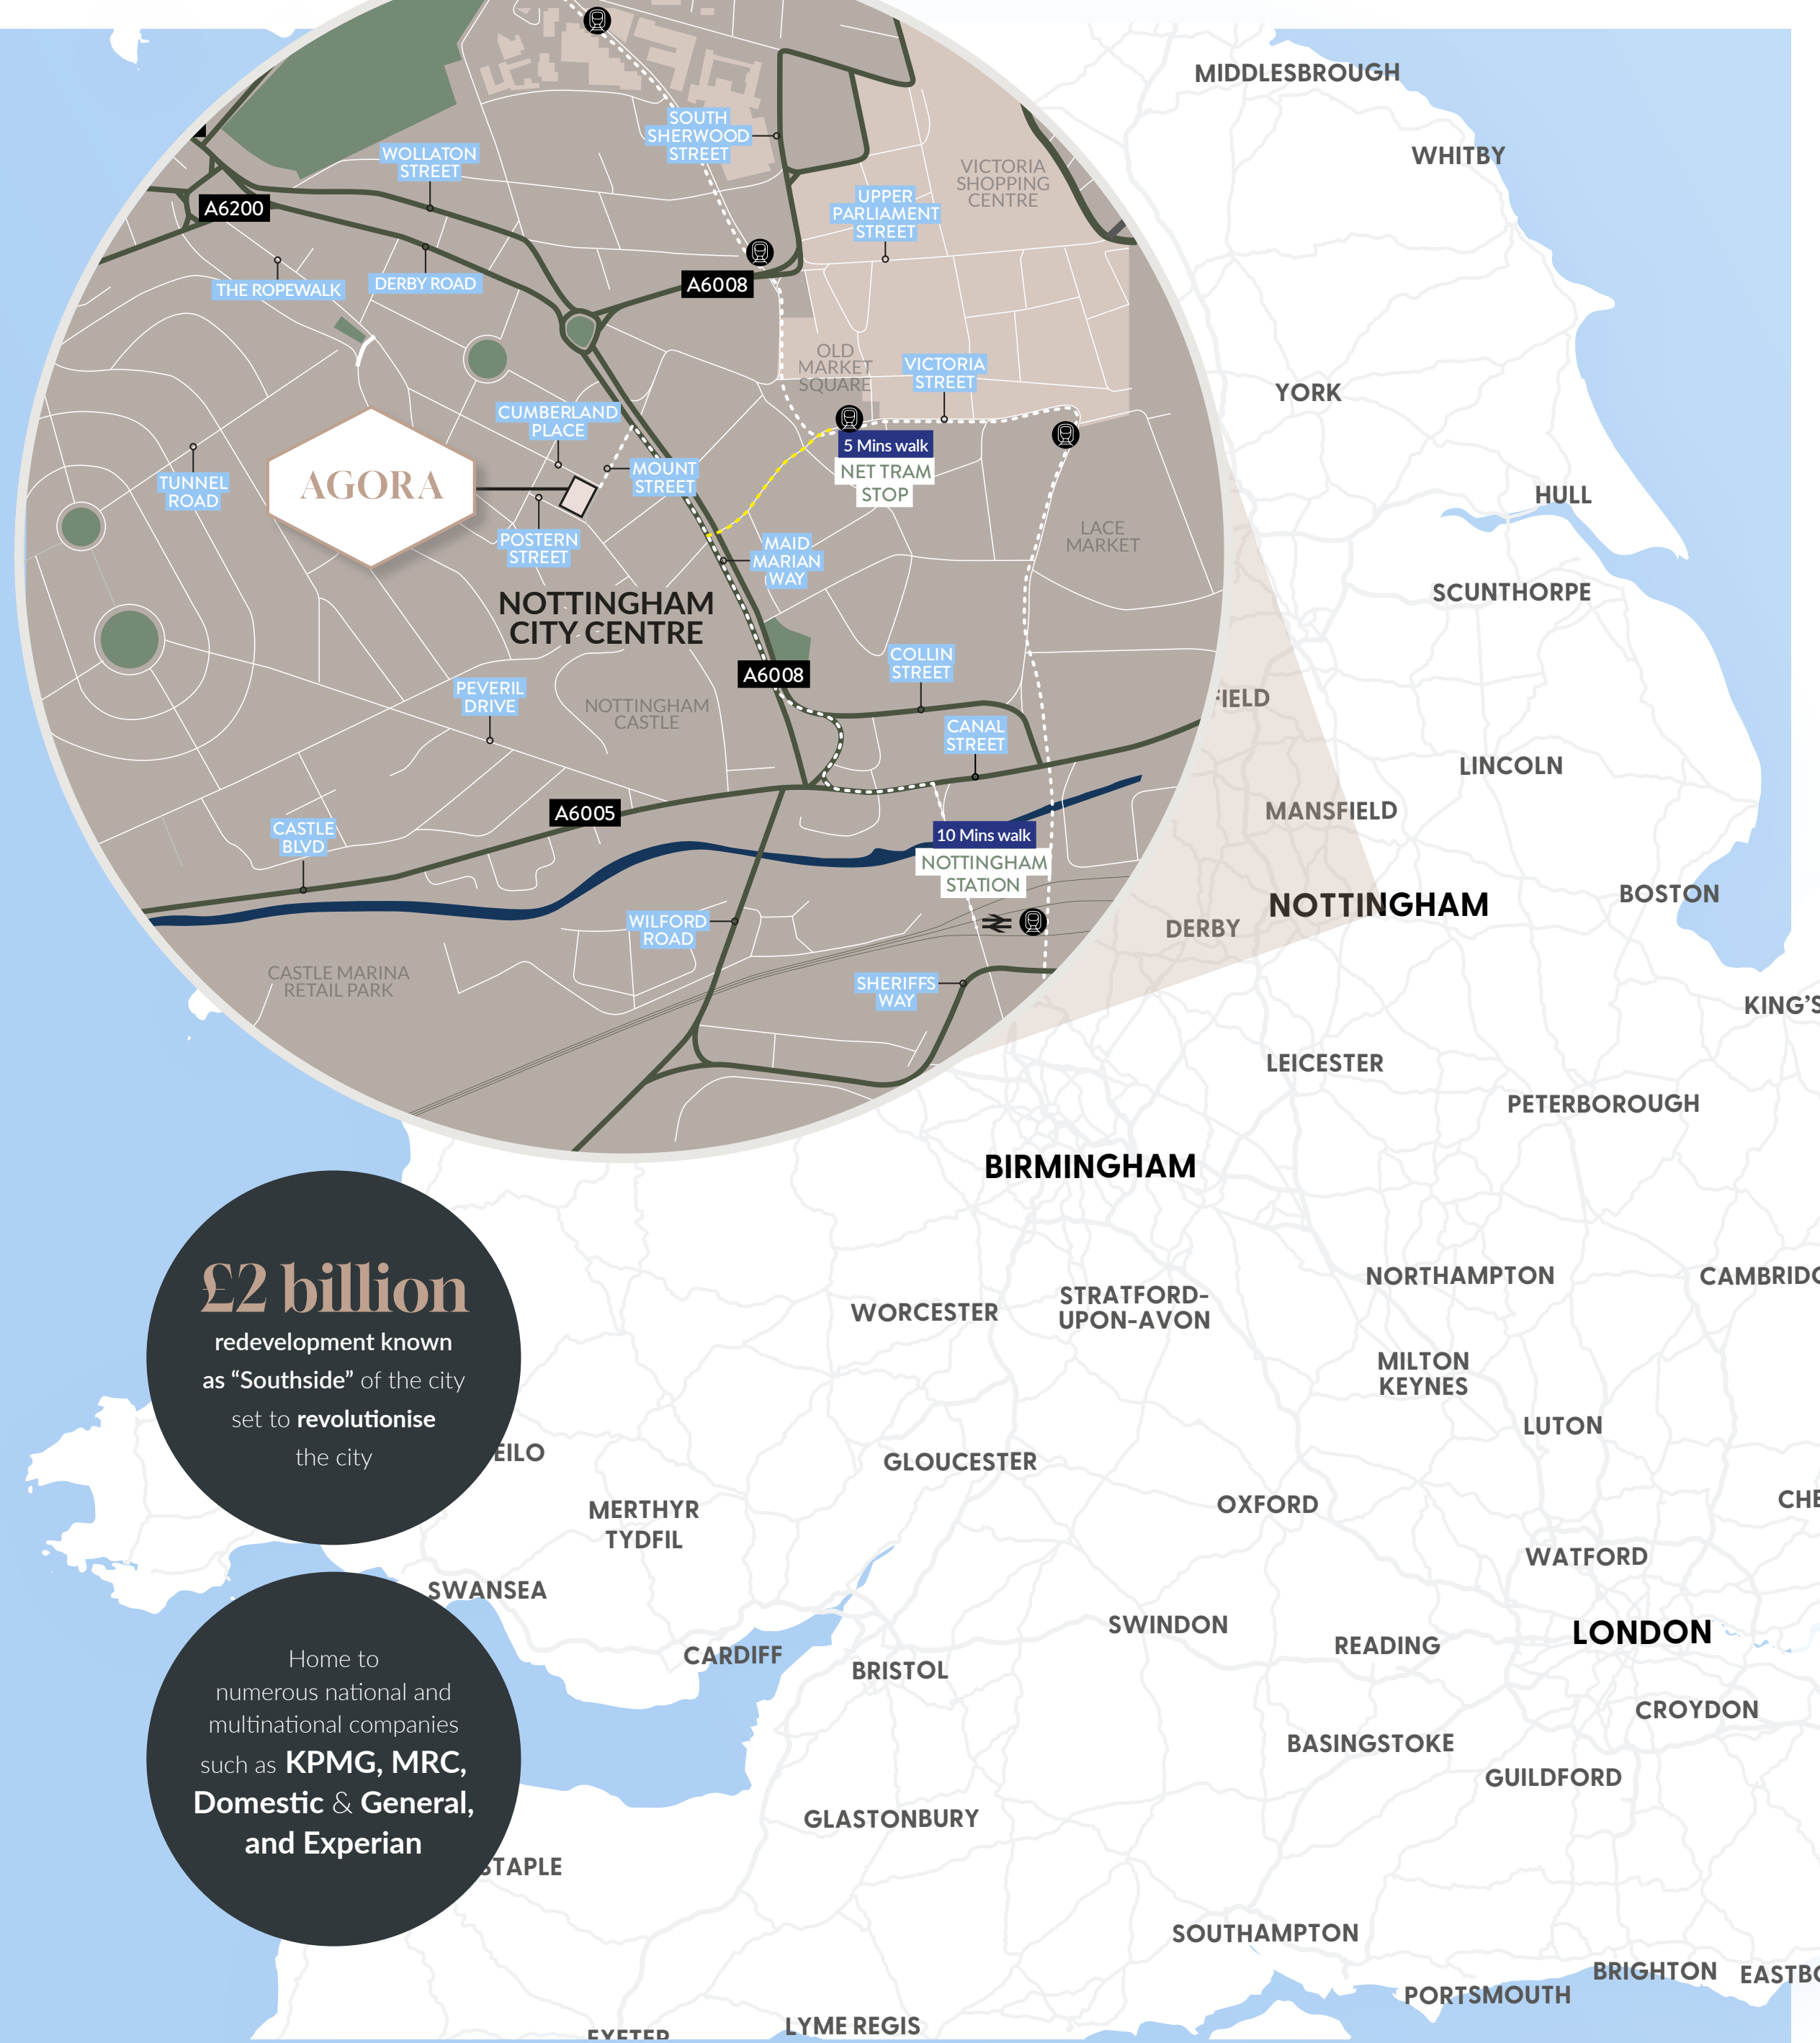 MIDDLESBROUGH
WHITBY
YORK
HULL
SCUNTHORPE
LINCOLN
MANSFIELD
NOTTINGHAM
BOSTON
DERBY
KING'S
LEICESTER
PETERBOROUGH
BIRMINGHAM
NORTHAMPTON
WORCESTER
STRATFORD-
UPON-AVON
MILTON
KEYNES
LUTON
GLOUCESTER
OXFORD
MERTHYR
TYDFIL
WATFORD
SWANSEA
SWINDON
LONDON
READING
CARDIFF
BRISTOL
CROYDON
BASINGSTOKE
GUILDFORD
GLASTONBURY
SOUTHAMPTON
BRIGHTON
PORTSMOUTH
LYME REGIS
EXETER
SOUTH
SHERWOOD
STREET
WOLLATON
STREET
VICTORIA
SHOPPING
CENTRE
A6200
UPPER
PARLIAMENT
STREET
THE ROPEWALK
DERBY ROAD
A6008
OLD
MARKET
SQUARE
VICTORIA
STREET
CUMBERLAND
PLACE
5 Mins walk
NET TRAM
STOP
TUNNEL
ROAD
AGORA
MOUNT
STREET
POSTERN
STREET
MAID
MARIAN
WAY
LACE
MARKET
NOTTINGHAM
CITY CENTRE
A6008
COLLIN
STREET
PEVERIL
DRIVE
NOTTINGHAM
CASTLE
CANAL
STREET
A6005
CASTLE
BLVD
10 Mins walk
NOTTINGHAM
STATION
WILFORD
ROAD
CASTLE MARINA
RETAIL PARK
SHERIFFS
WAY
£2 billion
redevelopment known
as “Southside” of the city
set to revolutionise
the city
Home to
numerous national and
multinational companies
such as KPMG, MRC,
Domestic & General,
and Experian